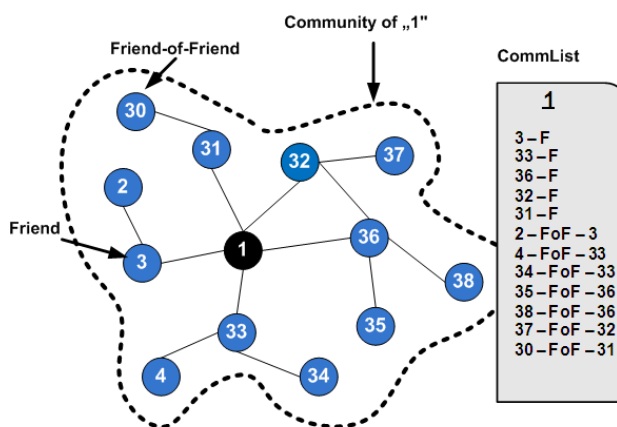 Community of „1"
Friend-of-Friend
CommList
1
3–F
33–F
36–F
32–F
31–F
2–FoF–3
4–FoF–33
34–FoF–33
35–FoF–36
38–FoF–36
37–FoF–32
30–FoF–31
30
31
32
37
2
Friend
3
1
36
38
33
35
4
34